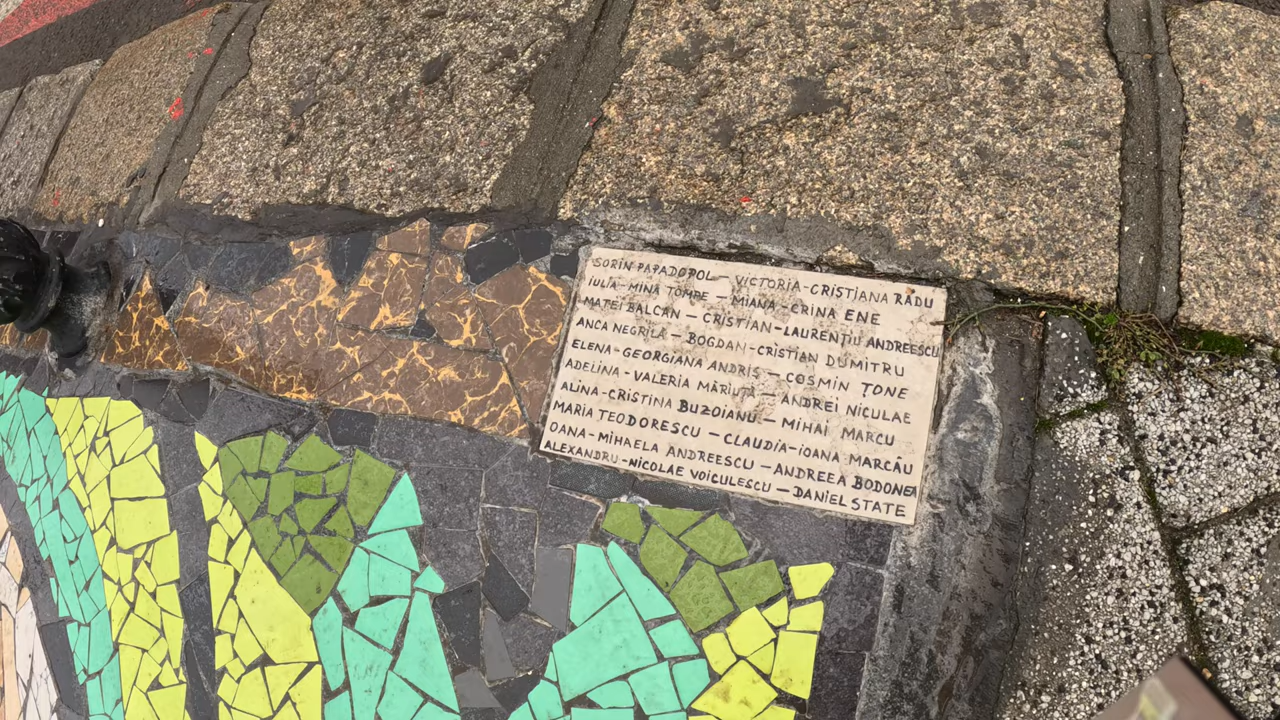 SORIN PAPADOPOL – VICTORIA-CRISTIANA RADU
IULIA-MINA TOMPE – MIANA-CRINA ENE
MATEI BALCAN – CRISTIAN-LAURENȚIU ANDREESCU
ANCA NEGRILĂ – BOGDAN-CRISTIAN DUMITRU
ELENA-GEORGIANA ANDRIȘ – COSMIN ȚONE
ADELINA-VALERIA MĂRIUȚĂ – ANDREI NICULAE
ALINA-CRISTINA BUZOIANU – MIHAI MARCU
MARIA TEODORESCU – CLAUDIA-IOANA MARCĂU
OANA-MIHAELA ANDREESCU – ANDREEA BODONEA
ALEXANDRU-NICOLAE VOICULESCU – DANIEL STATE